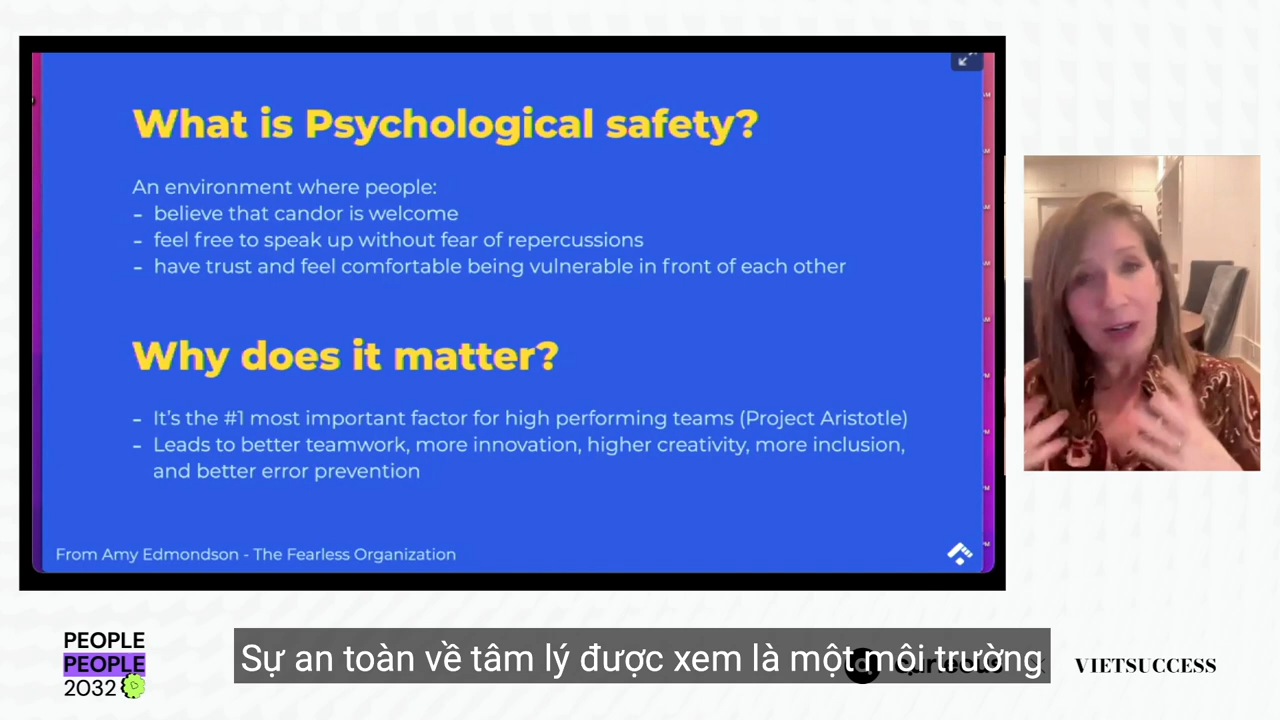 What is Psychological safety?
An environment where people:
- believe that candor is welcome
- feel free to speak up without fear of repercussions
- have trust and feel comfortable being vulnerable in front of each other
Why does it matter?
- It's the #1 most important factor for high performing teams (Project Aristotle)
- Leads to better teamwork, more innovation, higher creativity, more inclusion,
and better error prevention
From Amy Edmondson - The Fearless Organization
PEOPLE
PEOPLE
2032
Sự an toàn về tâm lý được xem là một môi trường
VIETSUCCESS